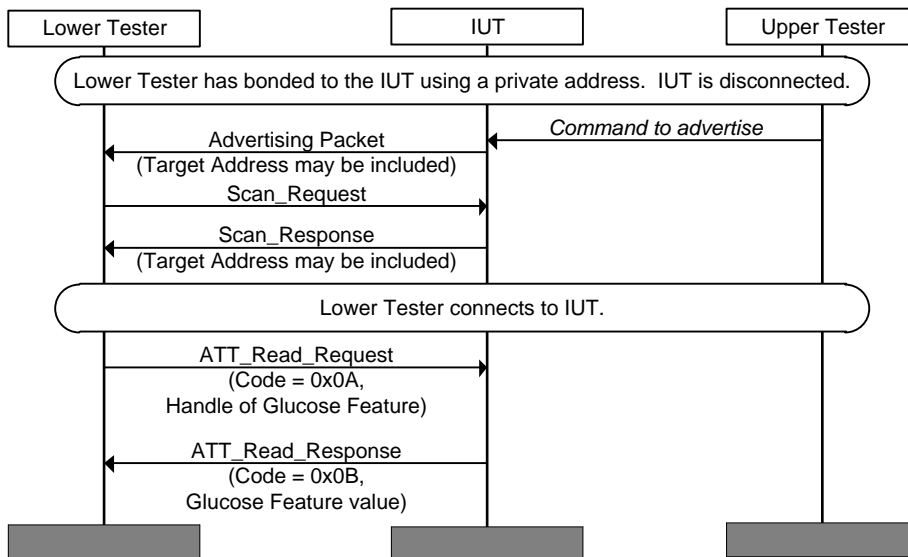 Lower Tester
IUT
Upper Tester
Lower Tester has bonded to the IUT using a private address.  IUT is disconnected.
Command to advertise
Advertising Packet
(Target Address may be included)
Scan_Request
Scan_Response
(Target Address may be included)
Lower Tester connects to IUT.
ATT_Read_Request
(Code = 0x0A,
Handle of Glucose Feature)
ATT_Read_Response
(Code = 0x0B,
Glucose Feature value)